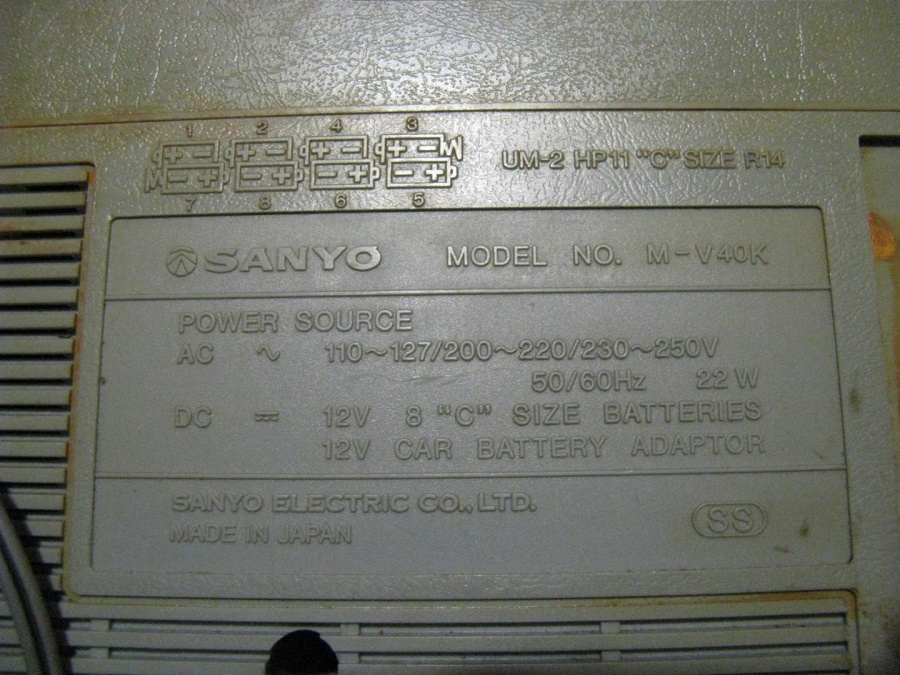 1 2 4 3
+ - + - + - + -
- + - + - + - +
7 8 6 5
UM-2 HP11 "C" SIZE R14
SANYO MODEL NO. M-V40K
POWER SOURCE
AC ∿ 110~127/200~220/230~250V
50/60Hz 22W
DC ⎓ 12V 8 "C" SIZE BATTERIES
12V CAR BATTERY ADAPTOR
SANYO ELECTRIC CO., LTD.
MADE IN JAPAN
SS